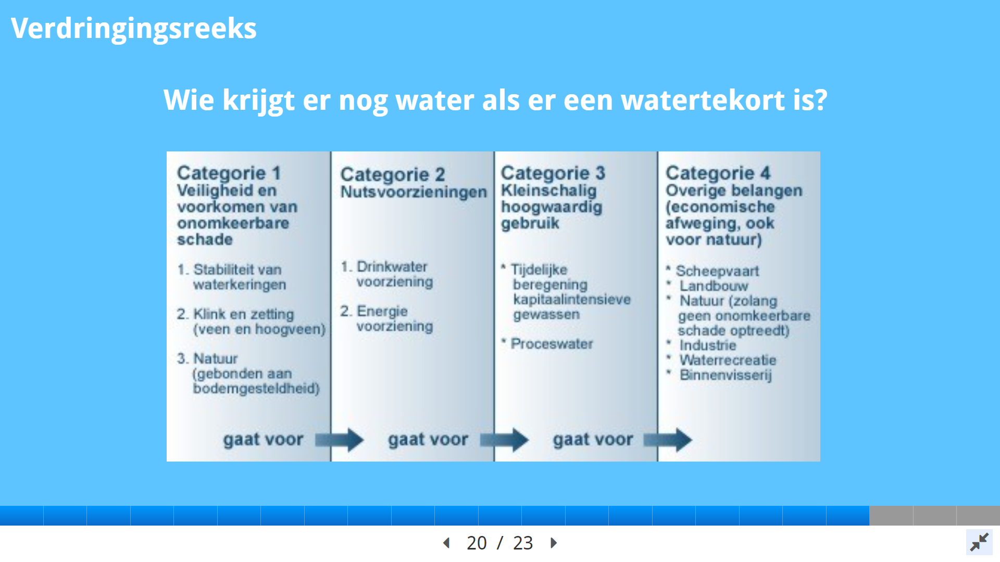 Verdringingsreeks
Wie krijgt er nog water als er een watertekort is?
Categorie 1
Veiligheid en
voorkomen van
onomkeerbare
schade
1. Stabiliteit van
waterkeringen
2. Klink en zetting
(veen en hoogveen)
3. Natuur
(gebonden aan
bodemgesteldheid)
gaat voor
Categorie 2
Nutsvoorzieningen
1. Drinkwater
voorziening
2. Energie
voorziening
gaat voor
Categorie 3
Kleinschalig
hoogwaardig
gebruik
* Tijdelijke
beregening
kapitaalintensieve
gewassen
* Proceswater
gaat voor
Categorie 4
Overige belangen
(economische
afweging, ook
voor natuur)
* Scheepvaart
* Landbouw
* Natuur (zolang
geen onomkeerbare
schade optreedt)
* Industrie
* Waterrecreatie
* Binnenvisserij
20 / 23